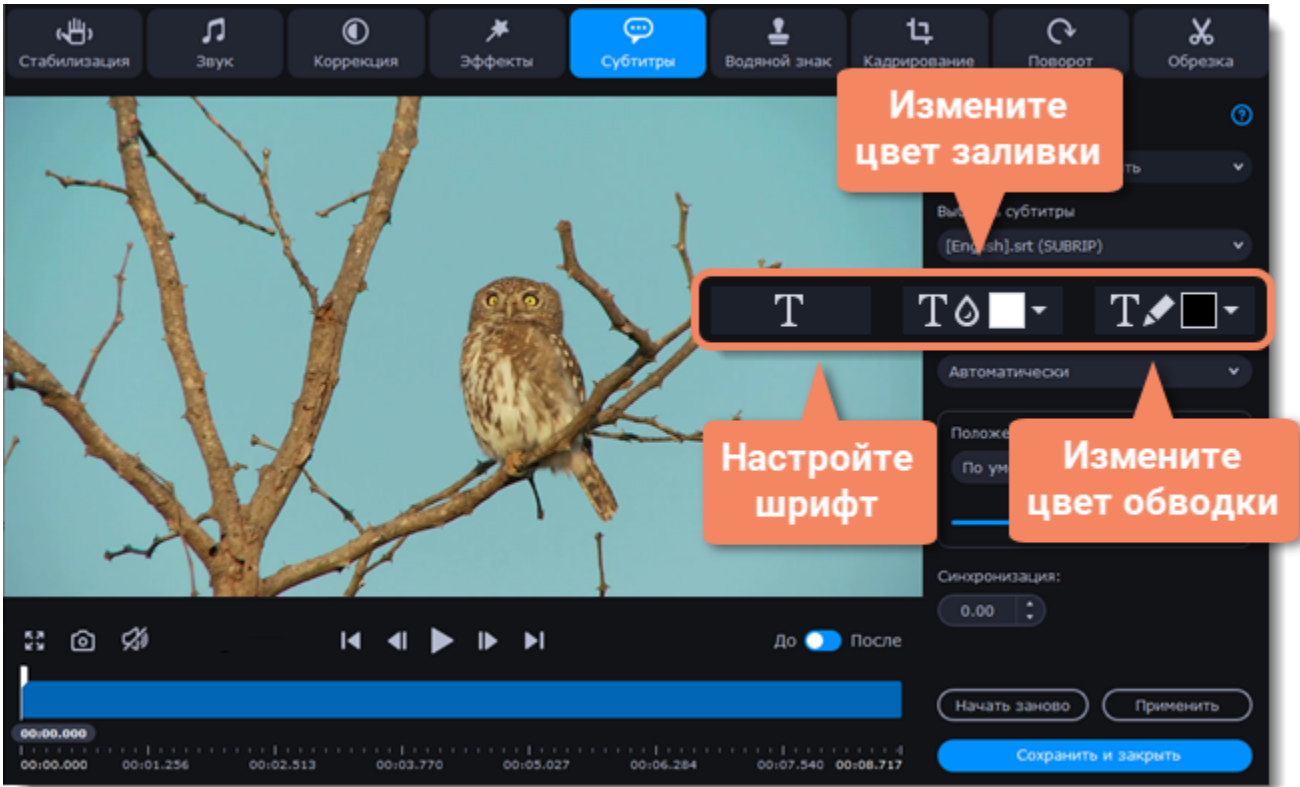 Стабилизация
Звук
Коррекция
Эффекты
Субтитры
Водяной знак
Кадрирование
Поворот
Обрезка
Измените
цвет заливки
субтитры
[English].srt (SUBRIP)
T
T
T
Автоматически
Настройте
шрифт
Измените
цвет обводки
Синхронизация:
0.00
До
После
Начать заново
Применить
Сохранить и закрыть
00:00.000
00:00.000
00:01.256
00:02.513
00:03.770
00:05.027
00:06.284
00:07.540
00:08.717